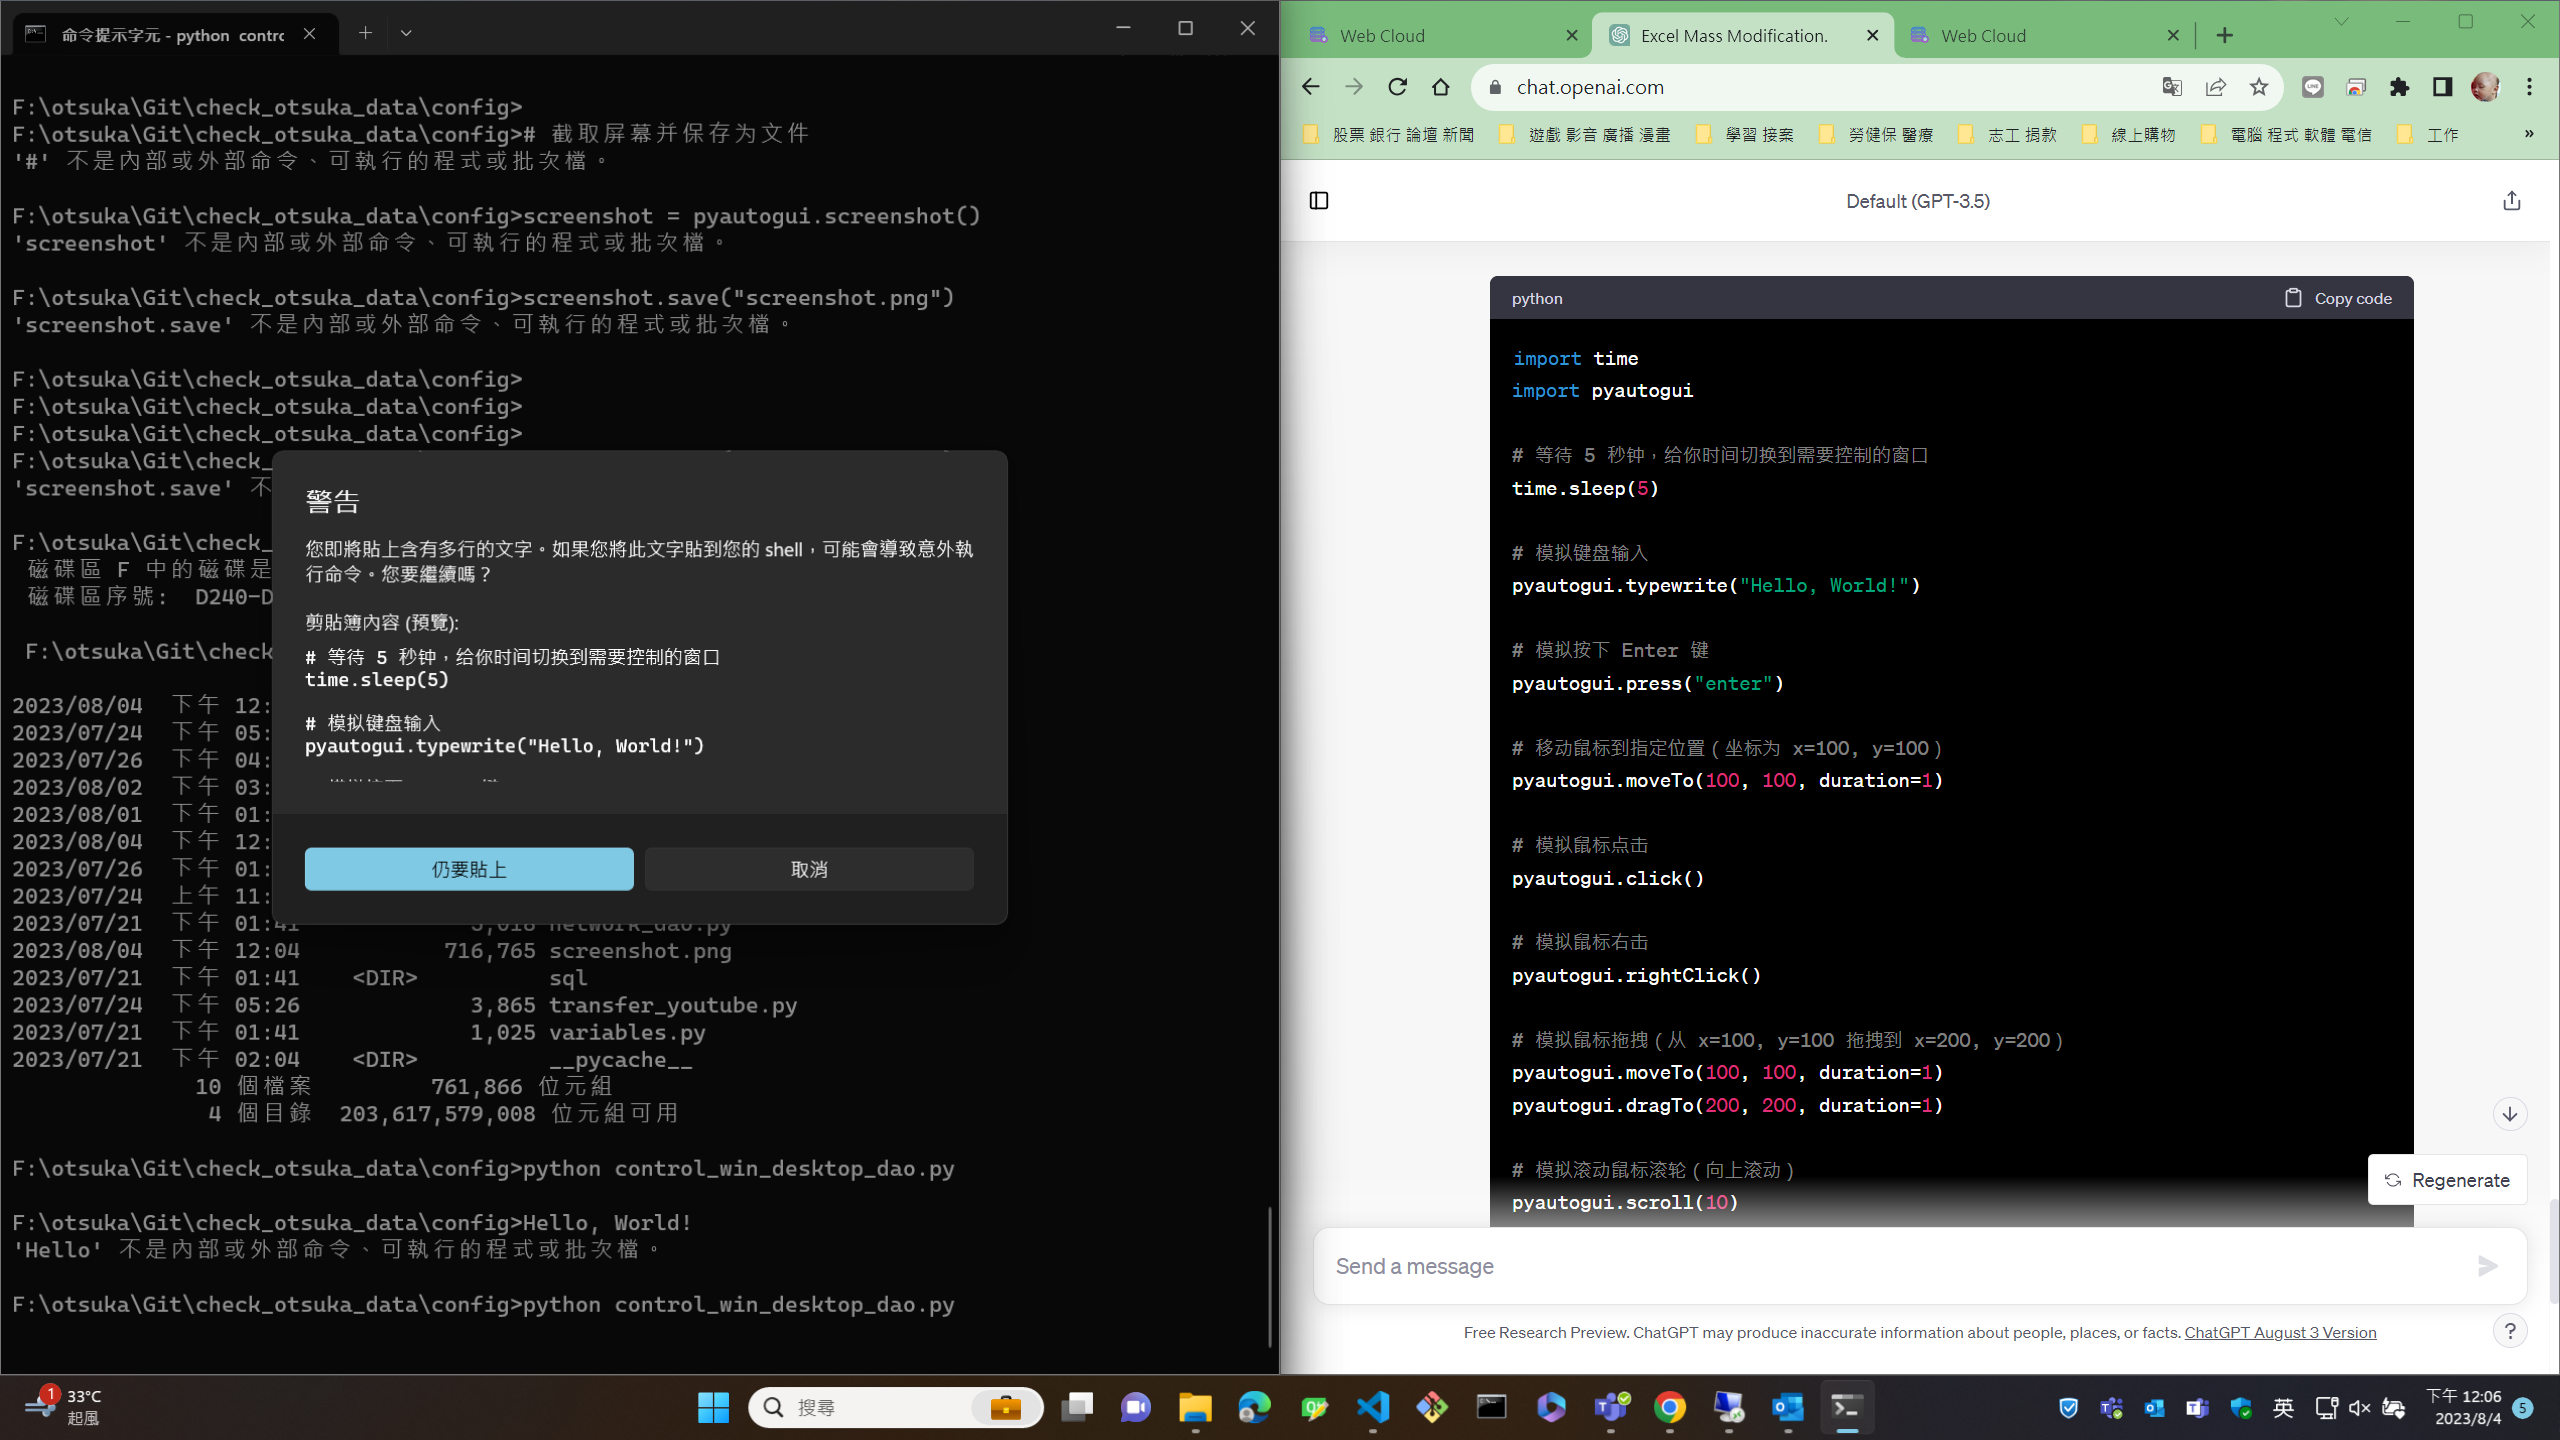 命令提示字元 - python  contro
F:\otsuka\Git\check_otsuka_data\config>
F:\otsuka\Git\check_otsuka_data\config># 截取屏幕并保存为文件
'#' 不是內部或外部命令、可執行的程式或批次檔。
F:\otsuka\Git\check_otsuka_data\config>screenshot = pyautogui.screenshot()
'screenshot' 不是內部或外部命令、可執行的程式或批次檔。
F:\otsuka\Git\check_otsuka_data\config>screenshot.save("screenshot.png")
'screenshot.save' 不是內部或外部命令、可執行的程式或批次檔。
F:\otsuka\Git\check_otsuka_data\config>
F:\otsuka\Git\check_otsuka_data\config>
F:\otsuka\Git\check_otsuka_data\config>
F:\otsuka\Git\check_
'screenshot.save' 不
F:\otsuka\Git\check_
磁碟區 F 中的磁碟是
磁碟區序號:  D240-D
F:\otsuka\Git\check
2023/08/04  下午 12:
2023/07/24  下午 05:
2023/07/26  下午 04:
2023/08/02  下午 03:
2023/08/01  下午 01:
2023/08/04  下午 12:
2023/07/26  下午 01:
2023/07/24  上午 11:
2023/07/21  下午 01:41  3,018 network_dao.py
2023/08/04  下午 12:04  716,765 screenshot.png
2023/07/21  下午 01:41  <DIR>  sql
2023/07/24  下午 05:26  3,865 transfer_youtube.py
2023/07/21  下午 01:41  1,025 variables.py
2023/07/21  下午 02:04  <DIR>  __pycache__
10 個檔案  761,866 位元組
4 個目錄  203,617,579,008 位元組可用
F:\otsuka\Git\check_otsuka_data\config>python control_win_desktop_dao.py
F:\otsuka\Git\check_otsuka_data\config>Hello, World!
'Hello' 不是內部或外部命令、可執行的程式或批次檔。
F:\otsuka\Git\check_otsuka_data\config>python control_win_desktop_dao.py
警告
您即將貼上含有多行的文字。如果您將此文字貼到您的 shell，可能會導致意外執
行命令。您要繼續嗎？
剪貼簿內容 (預覽):
# 等待 5 秒钟，给你时间切换到需要控制的窗口
time.sleep(5)
# 模拟键盘输入
pyautogui.typewrite("Hello, World!")
仍要貼上
取消
Web Cloud
Excel Mass Modification.
Web Cloud
chat.openai.com
股票 銀行 論壇 新聞
遊戲 影音 廣播 漫畫
學習 接案
勞健保 醫療
志工 捐款
線上購物
電腦 程式 軟體 電信
工作
»
Default (GPT-3.5)
python
Copy code
import time
import pyautogui
# 等待 5 秒钟，给你时间切换到需要控制的窗口
time.sleep(5)
# 模拟键盘输入
pyautogui.typewrite("Hello, World!")
# 模拟按下 Enter 键
pyautogui.press("enter")
# 移动鼠标到指定位置（坐标为 x=100, y=100）
pyautogui.moveTo(100, 100, duration=1)
# 模拟鼠标点击
pyautogui.click()
# 模拟鼠标右击
pyautogui.rightClick()
# 模拟鼠标拖拽（从 x=100, y=100 拖拽到 x=200, y=200）
pyautogui.moveTo(100, 100, duration=1)
pyautogui.dragTo(200, 200, duration=1)
# 模拟滚动鼠标滚轮（向上滚动）
pyautogui.scroll(10)
Regenerate
Send a message
Free Research Preview. ChatGPT may produce inaccurate information about people, places, or facts. ChatGPT August 3 Version
?
1
33°C
起風
搜尋
英
下午 12:06
2023/8/4
5